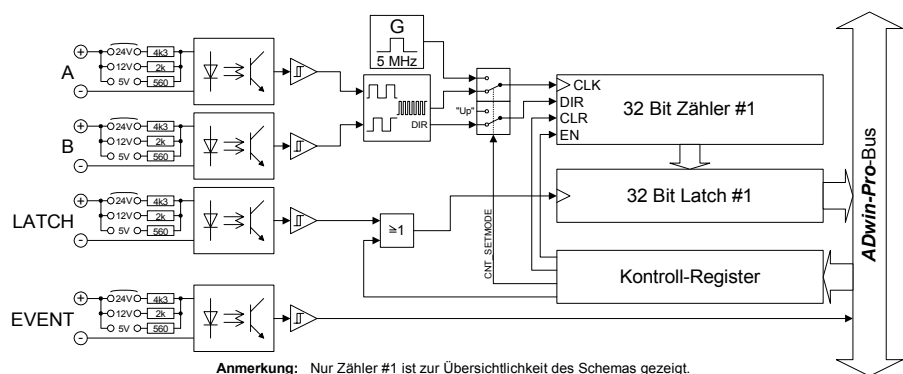 G
5 MHz
A
+
24V 4k3
12V 2k
5V 560
-
DIR
"Up"
CLK
DIR
CLR
EN
32 Bit Zähler #1
B
+
24V 4k3
12V 2k
5V 560
-
LATCH
+
24V 4k3
12V 2k
5V 560
-
≥1
CNT_SETMODE
32 Bit Latch #1
Kontroll-Register
ADwin-Pro-Bus
EVENT
+
24V 4k3
12V 2k
5V 560
-
Anmerkung: Nur Zähler #1 ist zur Übersichtlichkeit des Schemas gezeigt.